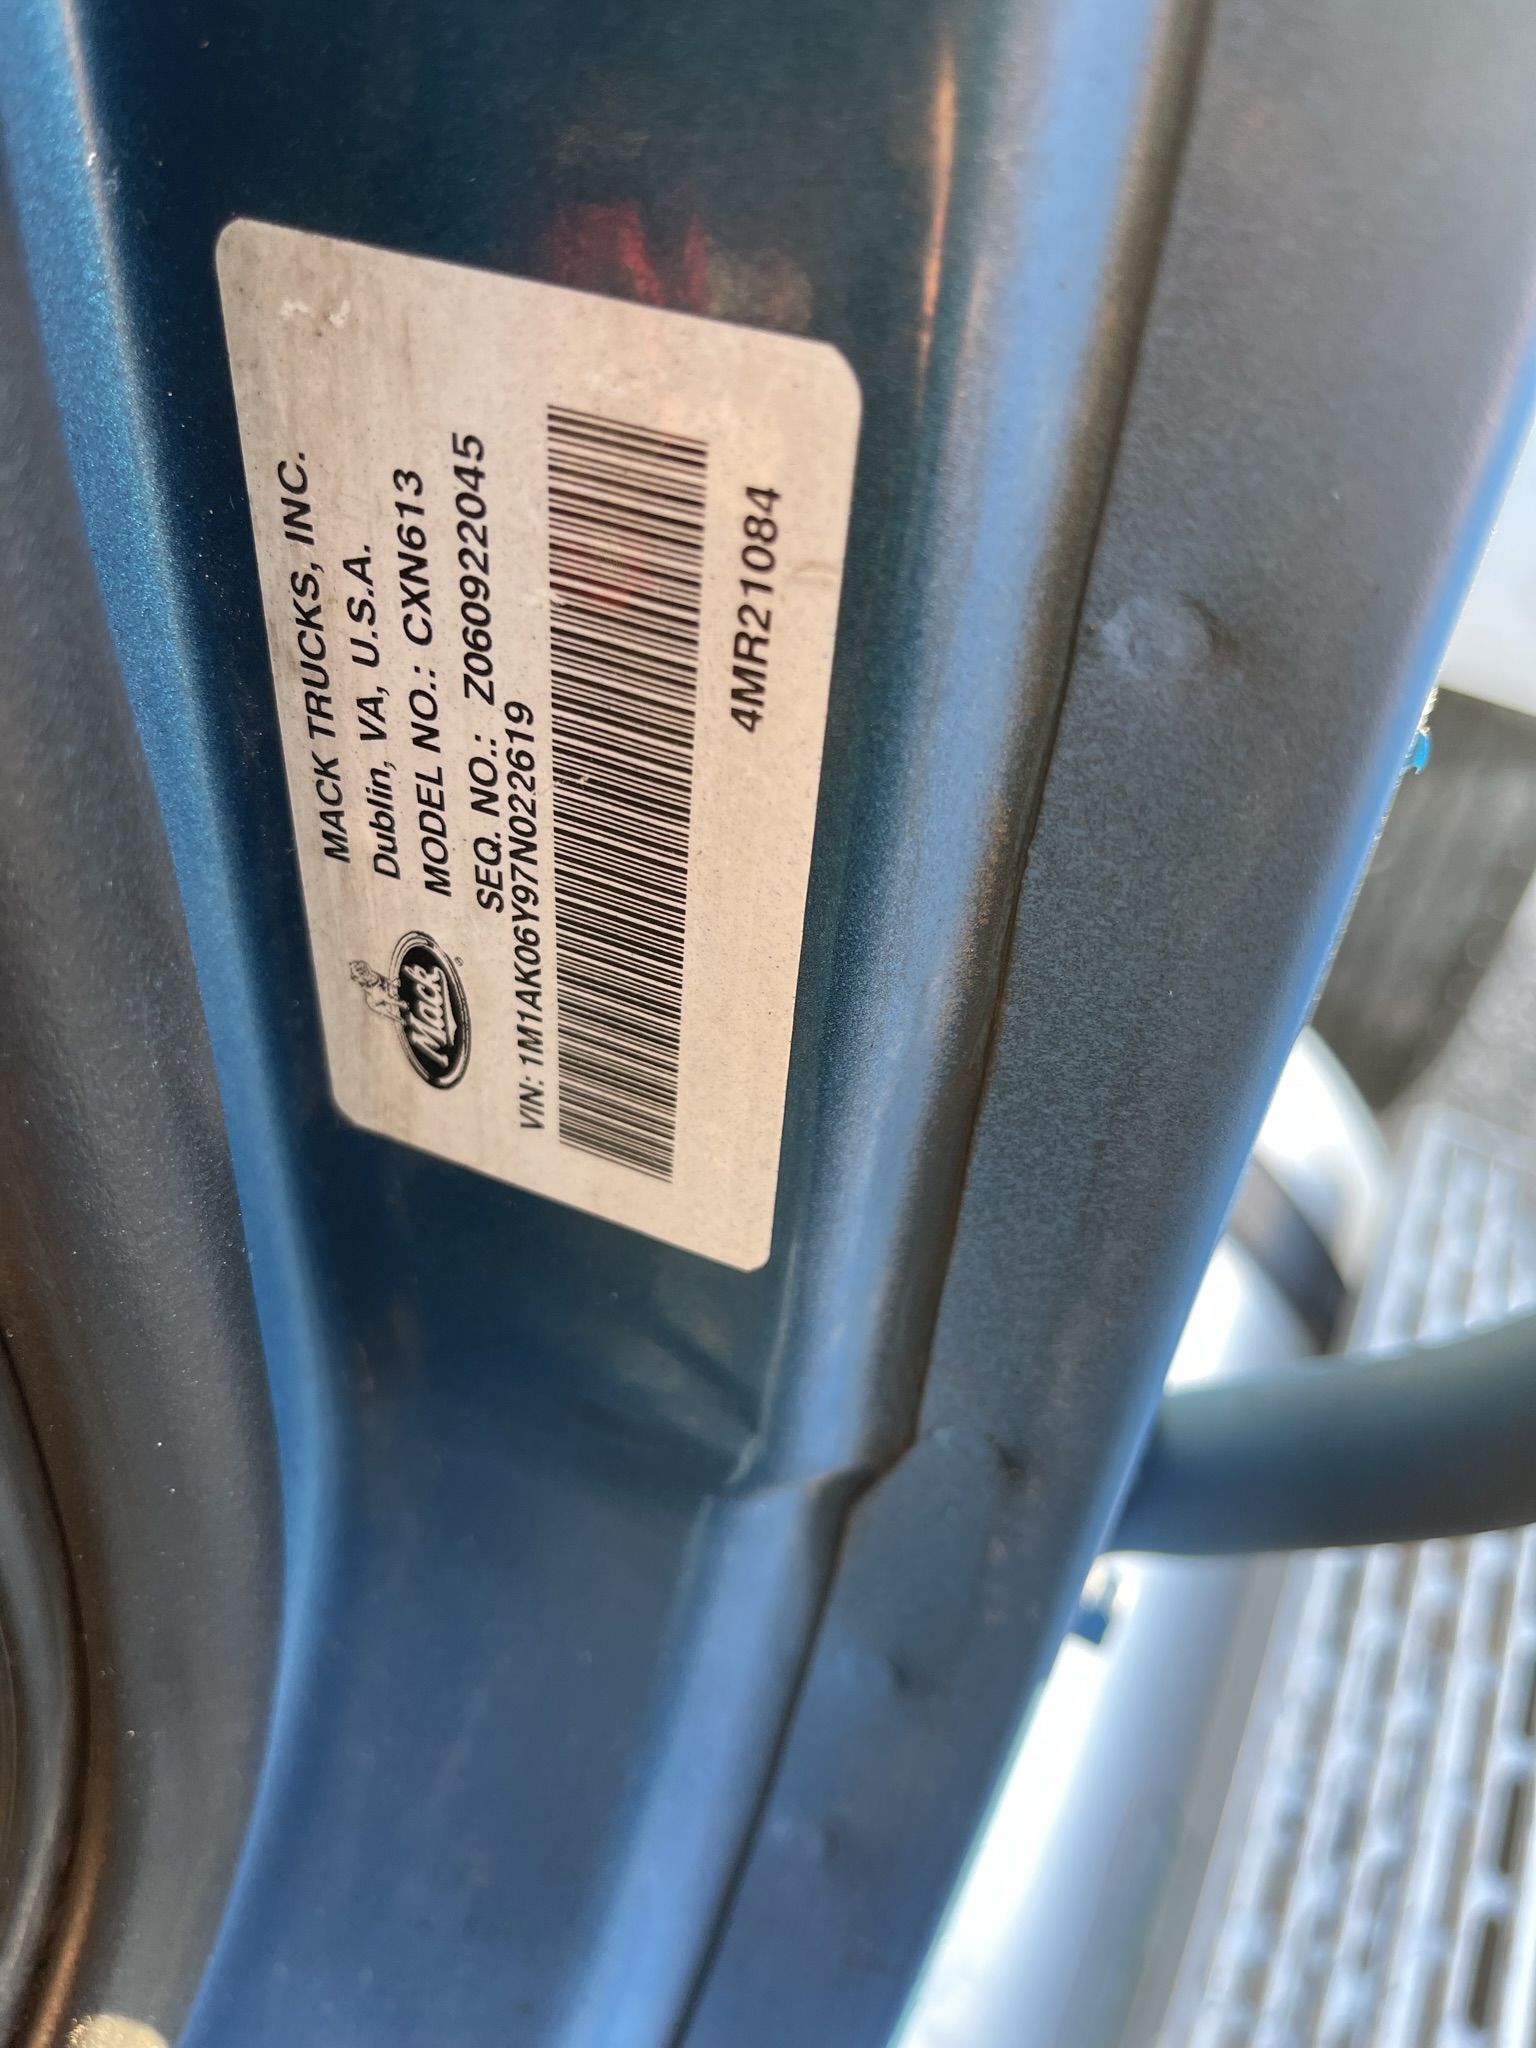 MACK TRUCKS, INC.
Dublin, VA, U.S.A.
MODEL NO.: CXN613
SEQ. NO.: Z060922045
Mack
®
VIN: 1M1AK06Y97N022619
4MR21084